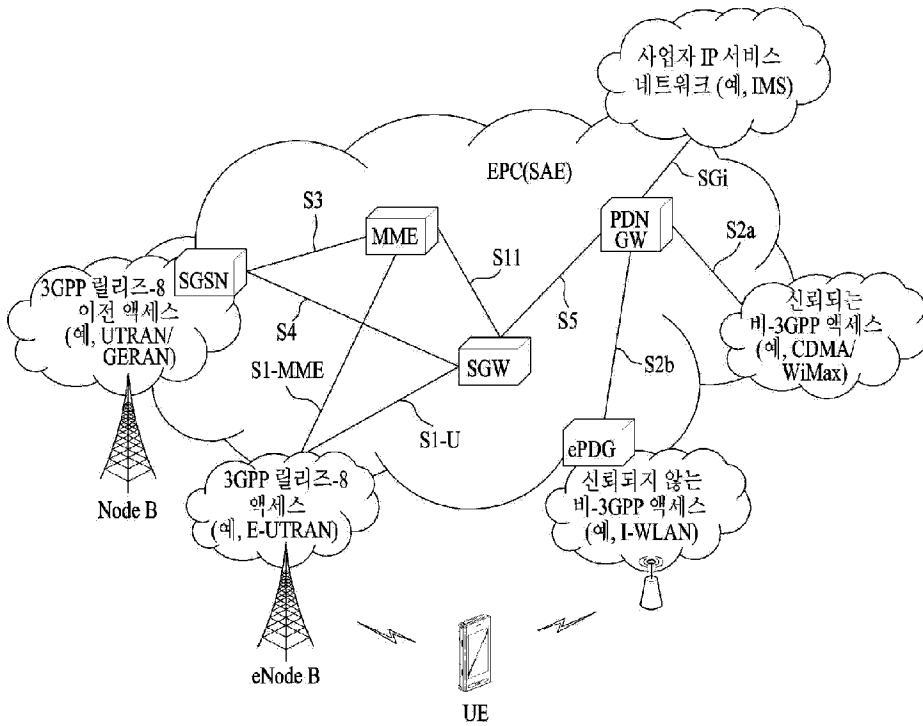 사업자 IP 서비스
네트워크 (예, IMS)
EPC(SAE)
SGi
S3
MME
PDN
GW
S2a
SGSN
S11
3GPP 릴리즈-8
이전 액세스
(예, UTRAN/
GERAN)
S4
S5
신뢰되는
비-3GPP 액세스
(예, CDMA/
WiMax)
S1-MME
SGW
S2b
S1-U
ePDG
Node B
3GPP 릴리즈-8
액세스
(예, E-UTRAN)
신뢰되지 않는
비-3GPP 액세스
(예, I-WLAN)
eNode B
UE